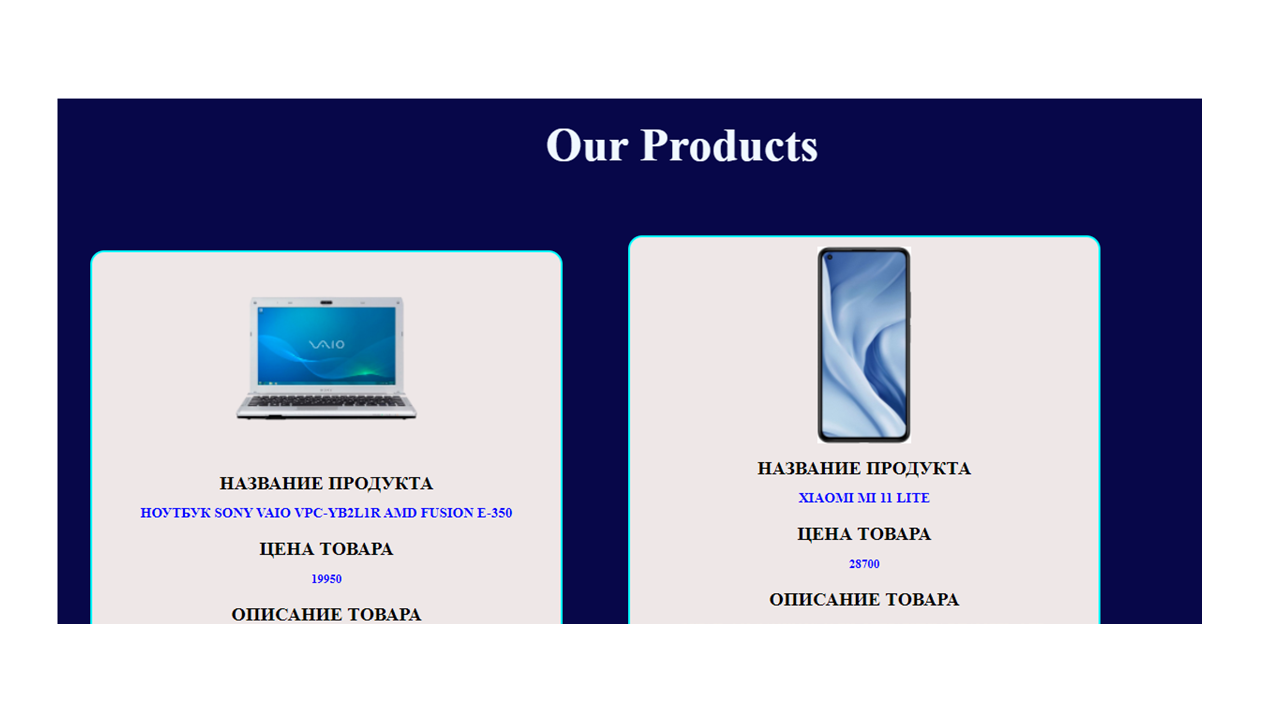 Our Products
VAIO
НАЗВАНИЕ ПРОДУКТА
НОУТБУК SONY VAIO VPC-YB2L1R AMD FUSION E-350
ЦЕНА ТОВАРА
19950
ОПИСАНИЕ ТОВАРА
НАЗВАНИЕ ПРОДУКТА
XIAOMI MI 11 LITE
ЦЕНА ТОВАРА
28700
ОПИСАНИЕ ТОВАРА